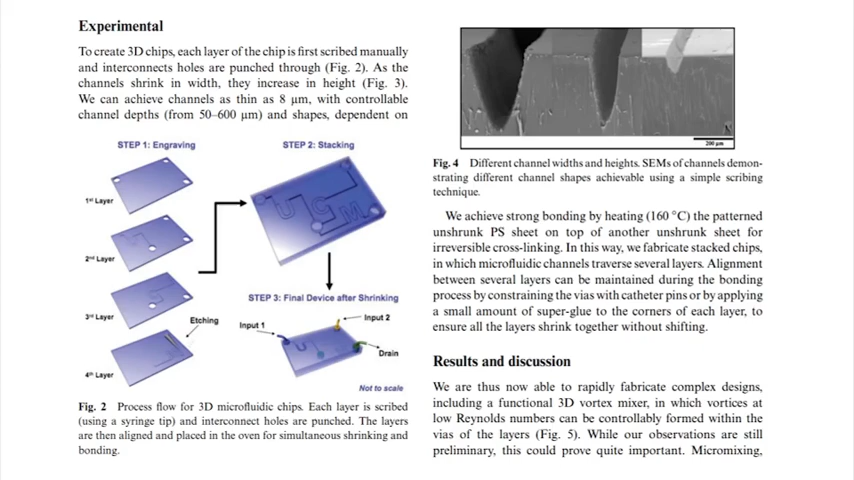 Experimental
To create 3D chips, each layer of the chip is first scribed manually
and interconnects holes are punched through (Fig. 2). As the
channels shrink in width, they increase in height (Fig. 3).
We can achieve channels as thin as 8 μm, with controllable
channel depths (from 50–600 μm) and shapes, dependent on
STEP 1: Engraving
STEP 2: Stacking
1st Layer
2nd Layer
3rd Layer
4th Layer
Etching
UCM
STEP 3: Final Device after Shrinking
Input 1
Input 2
Drain
Not to scale
Fig. 2 Process flow for 3D microfluidic chips. Each layer is scribed
(using a syringe tip) and interconnect holes are punched. The layers
are then aligned and placed in the oven for simultaneous shrinking and
bonding.
200 μm
Fig. 4 Different channel widths and heights. SEMs of channels demon-
strating different channel shapes achievable using a simple scribing
technique.
We achieve strong bonding by heating (160 °C) the patterned
unshrunk PS sheet on top of another unshrunk sheet for
irreversible cross-linking. In this way, we fabricate stacked chips,
in which microfluidic channels traverse several layers. Alignment
between several layers can be maintained during the bonding
process by constraining the vias with catheter pins or by applying
a small amount of super-glue to the corners of each layer, to
ensure all the layers shrink together without shifting.
Results and discussion
We are thus now able to rapidly fabricate complex designs,
including a functional 3D vortex mixer, in which vortices at
low Reynolds numbers can be controllably formed within the
vias of the layers (Fig. 5). While our observations are still
preliminary, this could prove quite important. Micromixing,